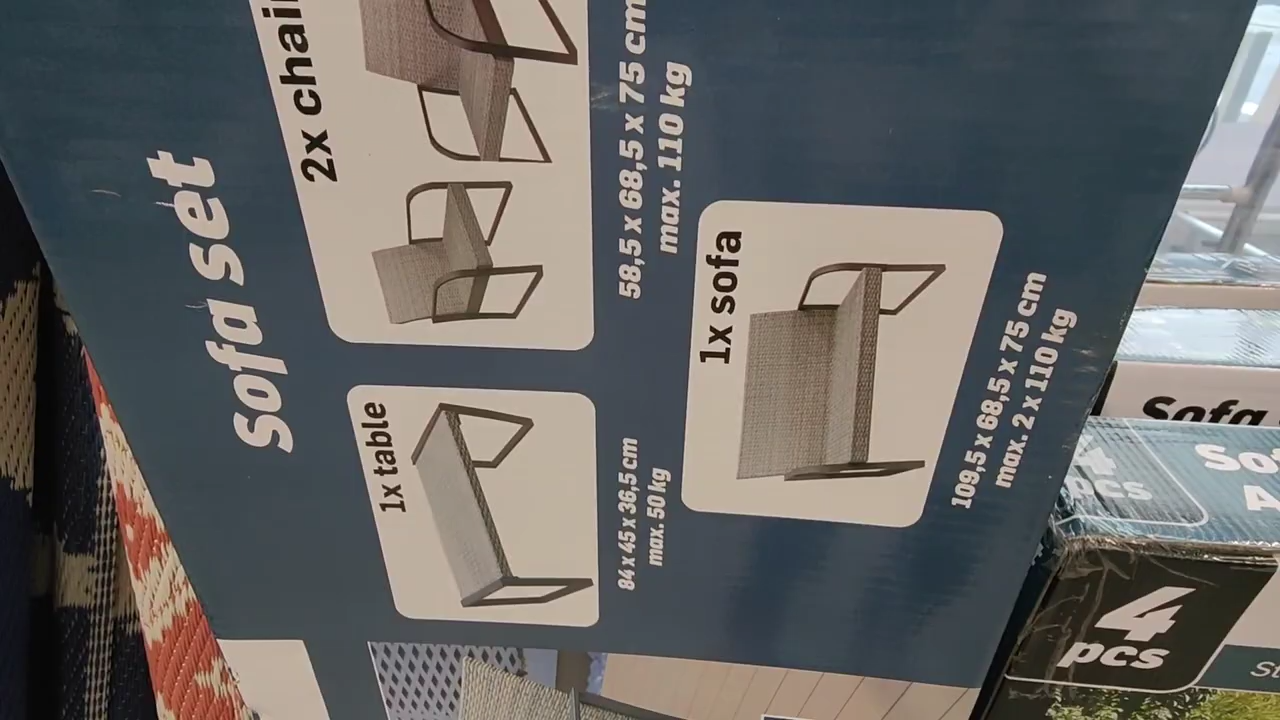 Sofa set
2x chair
58,5 x 68,5 x 75 cm
max. 110 kg
1x table
84 x 45 x 36,5 cm
max. 50 kg
1x sofa
109,5 x 68,5 x 75 cm
max. 2 x 110 kg
Sofa
4
pcs
4
pcs